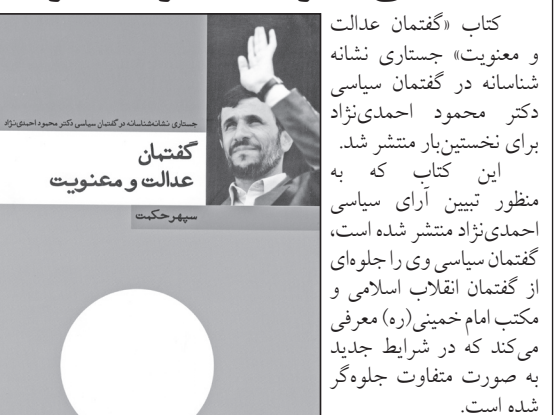 کتاب «گفتمان عدالت
و معنویت» جستاری نشانه
شناسانه در گفتمان سیاسی
دکتر محمود احمدی‌نژاد
برای نخستین‌بار منتشر شد.
این کتاب که به
منظور تبیین آرای سیاسی
احمدی‌نژاد منتشر شده است،
گفتمان سیاسی وی را جلوه‌ای
از گفتمان انقلاب اسلامی و
مکتب امام خمینی(ره) معرفی
می‌کند که در شرایط جدید
به صورت متفاوت جلوه‌گر
شده است.
جستاری نشانه‌شناسانه در گفتمان سیاسی دکتر محمود احمدی‌نژاد
گفتمان
عدالت و معنویت
سپهر حکمت